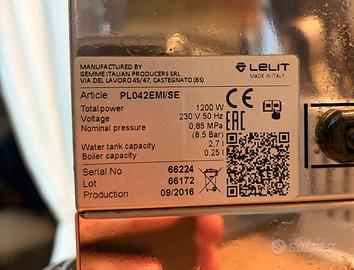 MANUFACTURED BY
GEMME ITALIAN PRODUCERS SRL
VIA DEL LAVORO 45/47, CASTEGNATO (BS)
LELIT
MADE IN ITALY
Article: PL042EMI/SE
Total power 1200 W
Voltage 230 V 50 Hz
Nominal pressure 0,85 MPa
(8,5 Bar)
Water tank capacity 2,7 l
Boiler capacity 0,25 l
CE
EAC
Serial No 66224
Lot 66172
Production 09/2016
subito